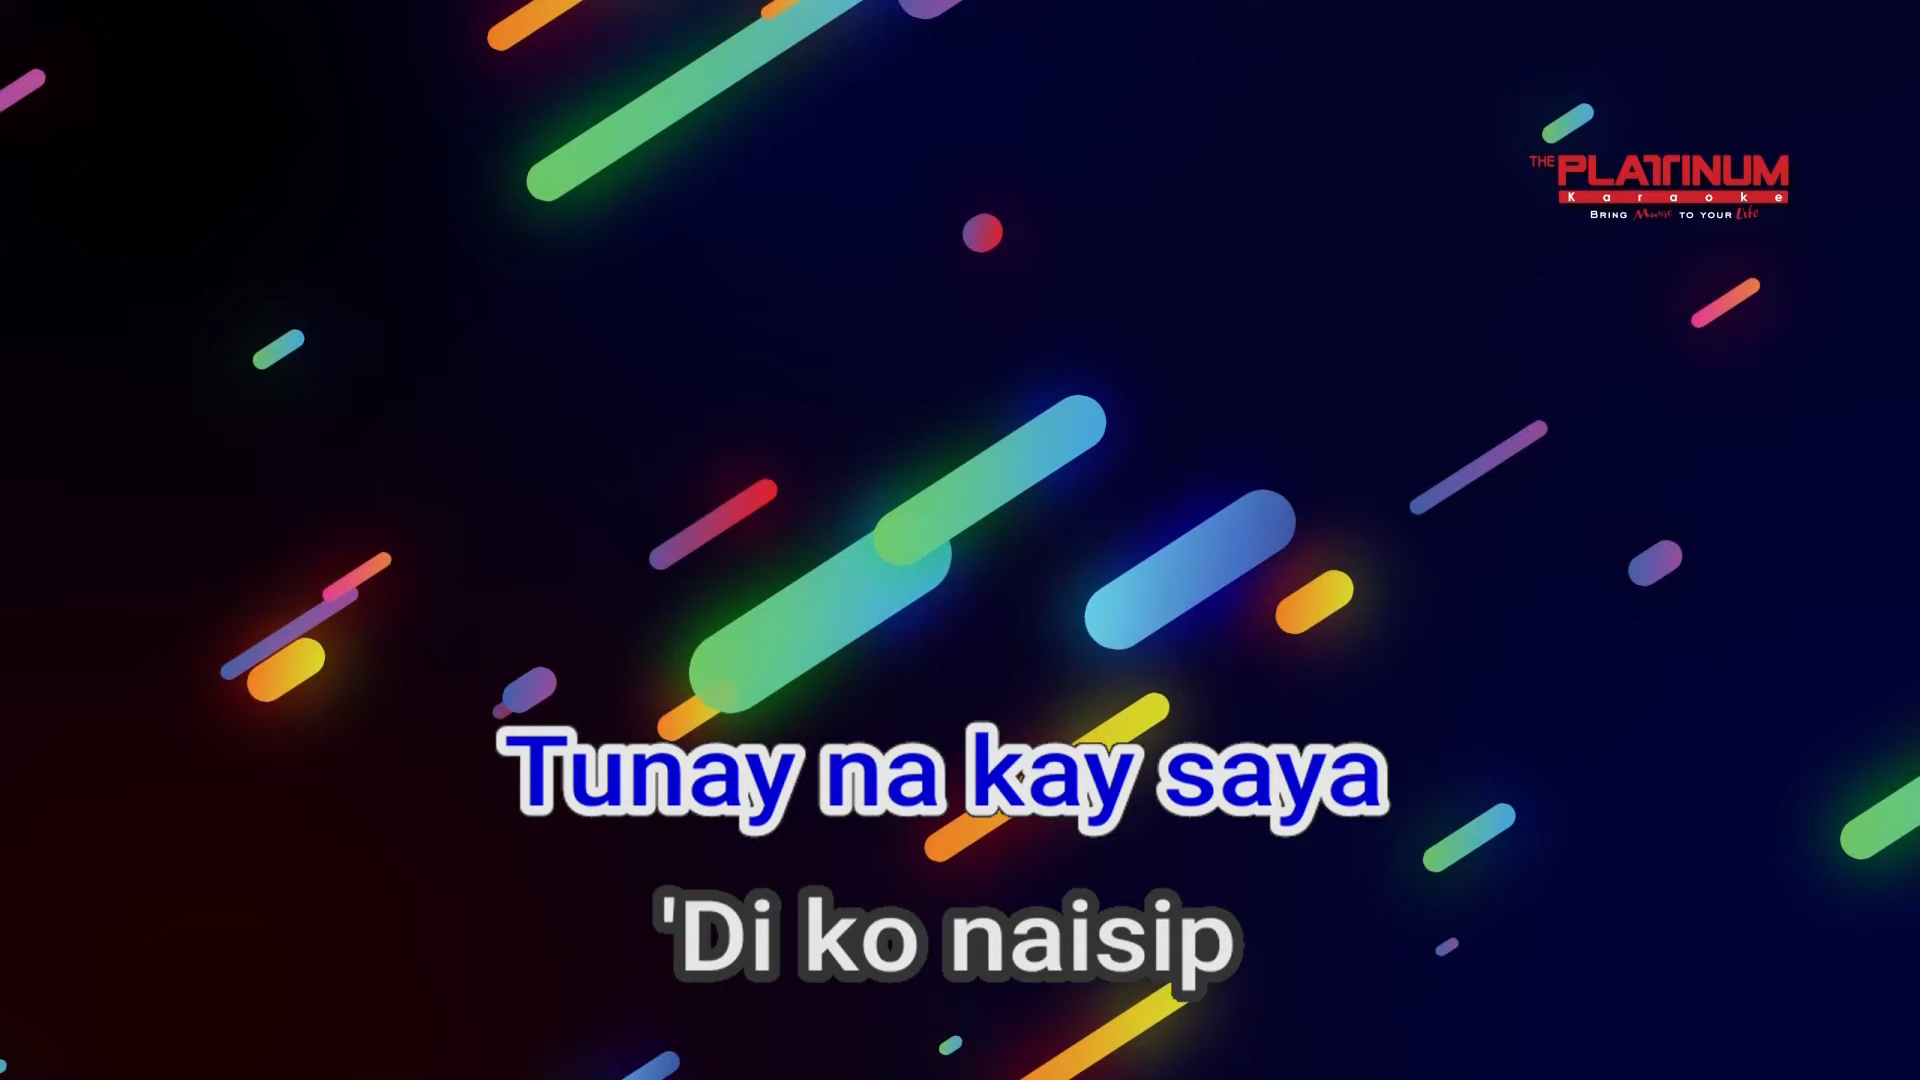 THE PLATINUM
Karaoke
BRING Music TO YOUR Life
Tunay na kay saya
'Di ko naisip